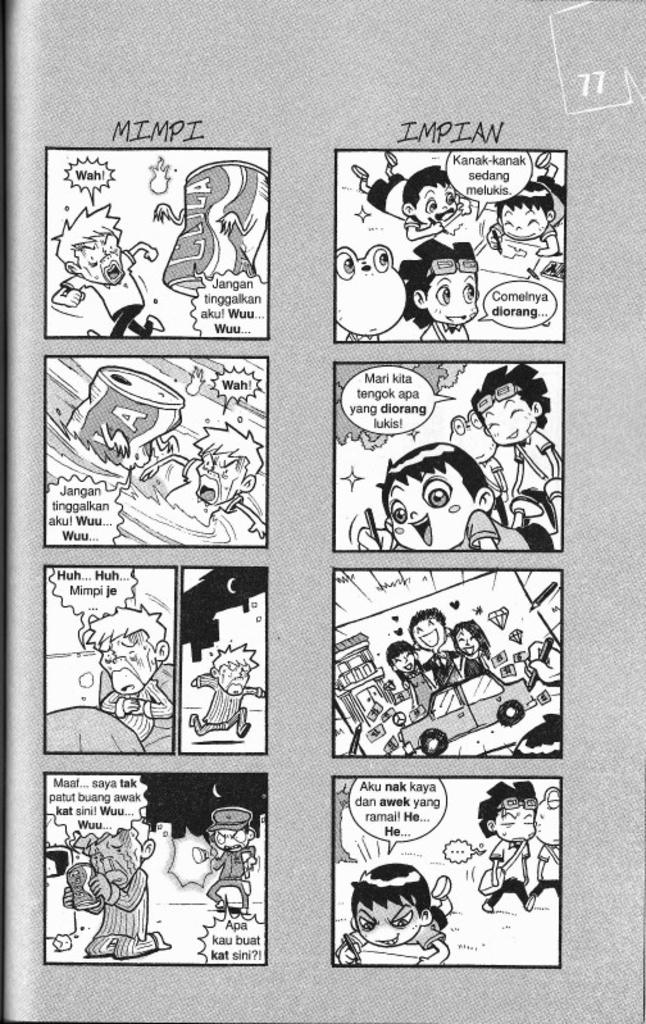 77
MIMPI
Wah!
Jangan
tinggalkan
aku! Wuu...
Wuu...
Wah!
XA
Jangan
tinggalkan
aku! Wuu...
Wuu...
Huh... Huh...
Mimpi je
...
Maaf... saya tak
patut buang awak
kat sini! Wuu...
Wuu...
Apa
kau buat
kat sini?!
IMPIAN
Kanak-kanak
sedang
melukis.
Comelnya
diorang...
Mari kita
tengok apa
yang diorang
lukis!
Aku nak kaya
dan awek yang
ramai! He...
He...
...